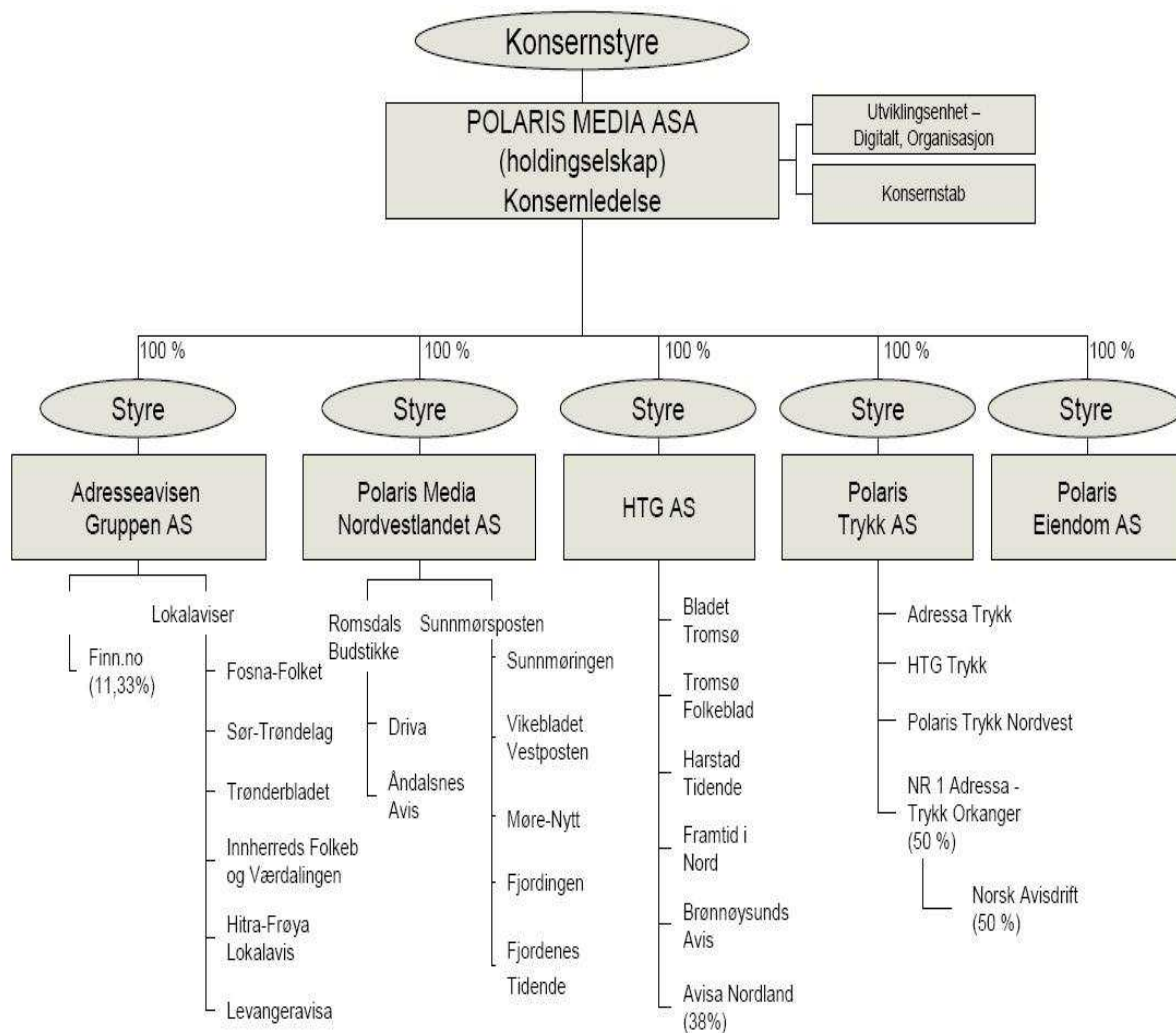 Konsernstyre
POLARIS MEDIA ASA
(holdingselskap)
Konsernledelse
Utviklingsenhet –
Digitalt, Organisasjon
Konsernstab
100 %
100 %
100 %
100 %
100 %
Styre
Styre
Styre
Styre
Styre
Adresseavisen
Gruppen AS
Polaris Media
Nordvestlandet AS
HTG AS
Polaris
Trykk AS
Polaris
Eiendom AS
Finn.no
(11,33%)
Lokalaviser
Fosna-Folket
Sør-Trøndelag
Trønderbladet
Innherreds Folkeb
og Værdalingen
Hitra-Frøya
Lokalavis
Levangeravisa
Romsdals
Budstikke
Driva
Åndalsnes
Avis
Sunnmørsposten
Sunnmøringen
Vikebladet
Vestposten
Møre-Nytt
Fjordingen
Fjordenes
Tidende
Bladet
Tromsø
Tromsø
Folkeblad
Harstad
Tidende
Framtid i
Nord
Brønnøysunds
Avis
Avisa Nordland
(38%)
Adressa Trykk
HTG Trykk
Polaris Trykk Nordvest
NR 1 Adressa -
Trykk Orkanger
(50 %)
Norsk Avisdrift
(50 %)